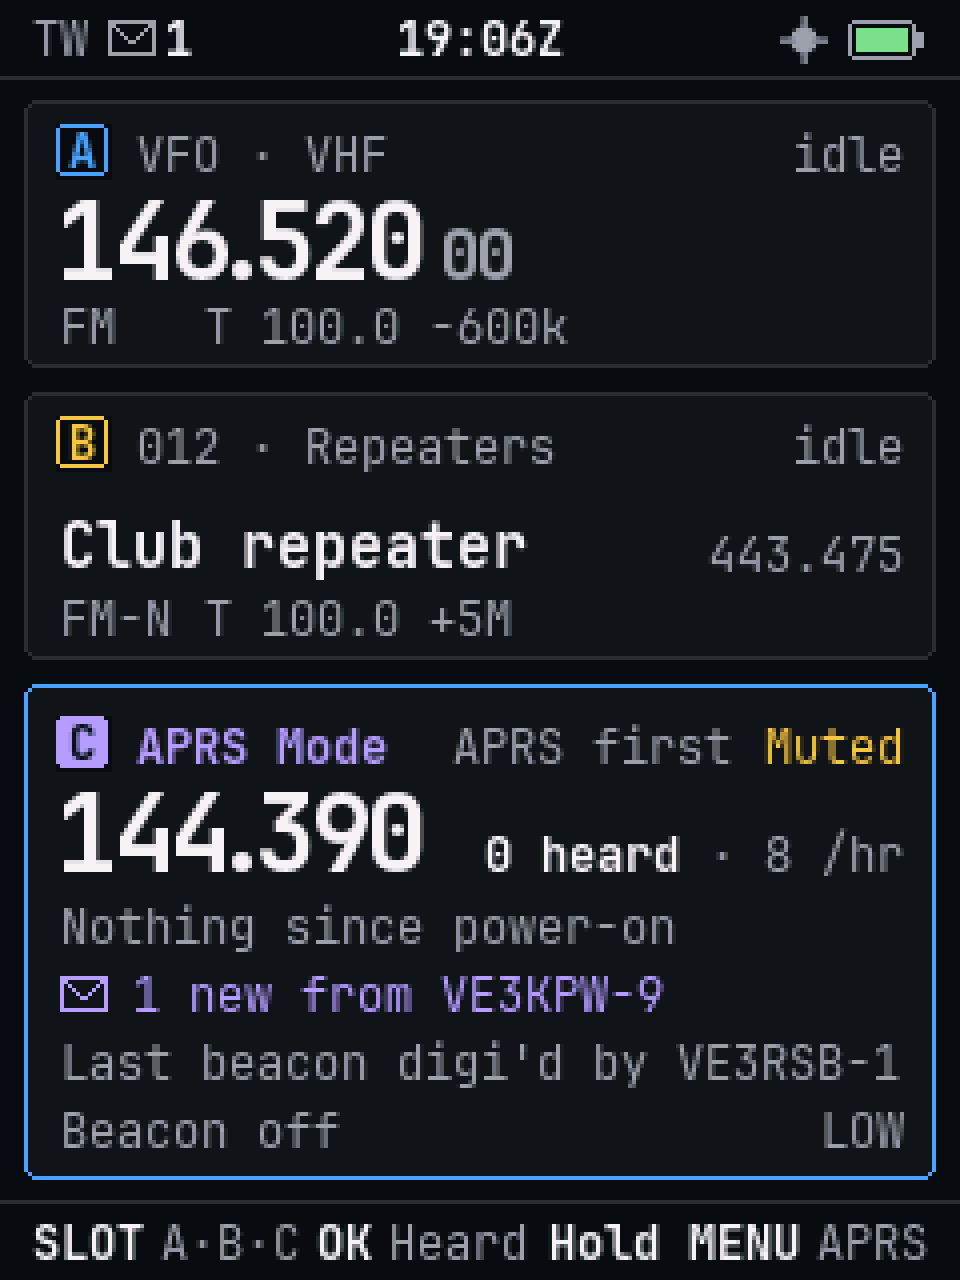 TW 1 19:06Z
A VFO · VHF idle
146.520 00
FM T 100.0 -600k
B 012 · Repeaters idle
Club repeater 443.475
FM-N T 100.0 +5M
C APRS Mode APRS first Muted
144.390 0 heard · 8 /hr
Nothing since power-on
1 new from VE3KPW-9
Last beacon digi'd by VE3RSB-1
Beacon off LOW
SLOT A·B·C OK Heard Hold MENU APRS